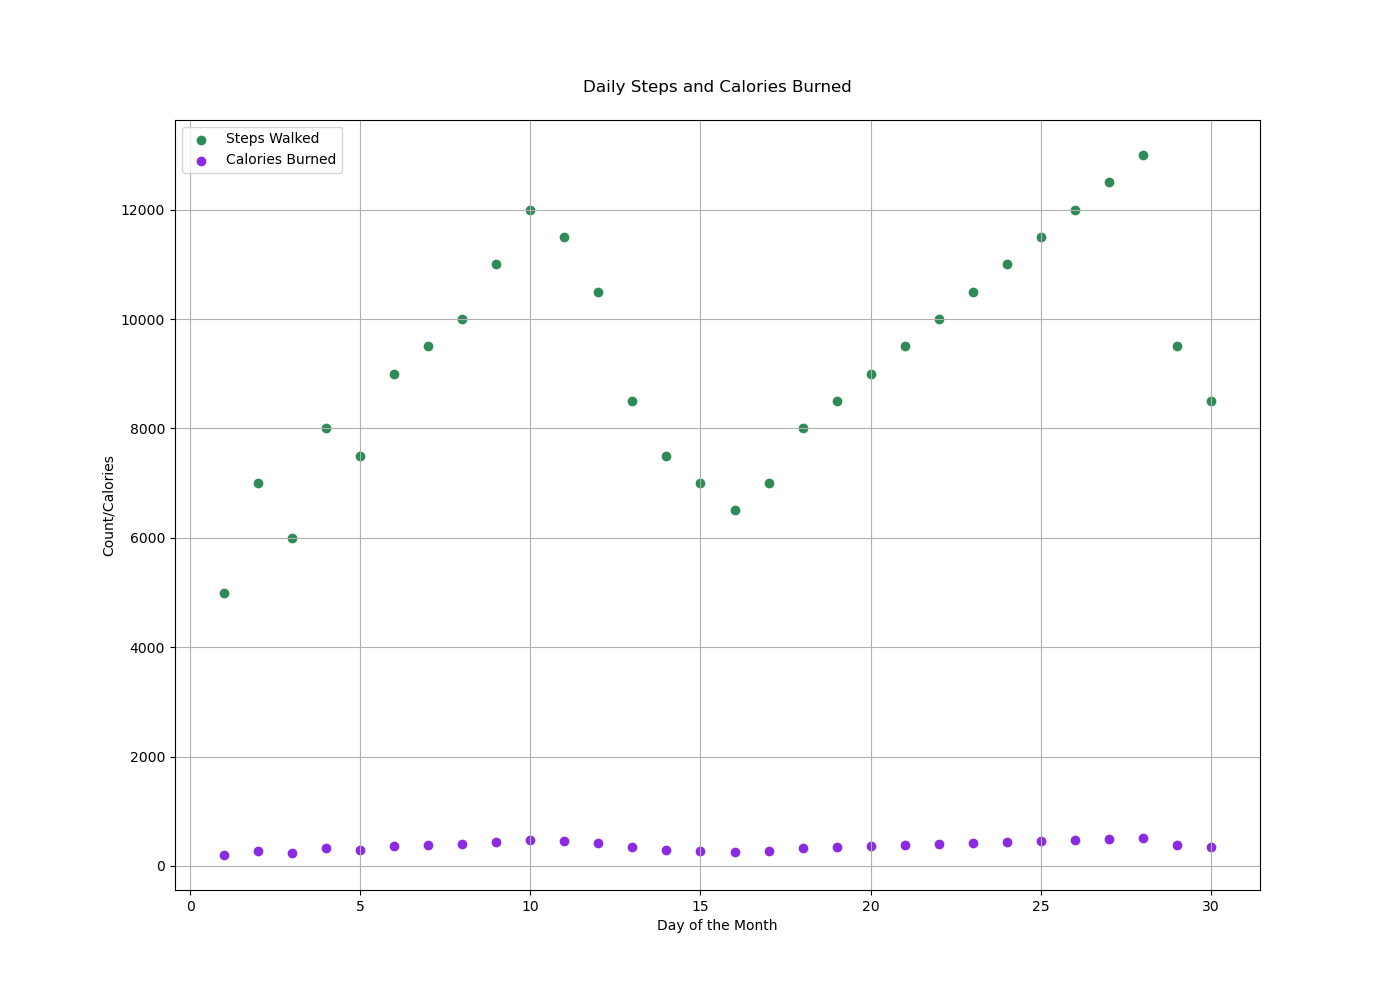 Daily Steps and Calories Burned
Steps Walked
Calories Burned
12000
10000
8000
6000
4000
2000
0
Count/Calories
0 5 10 15 20 25 30
Day of the Month